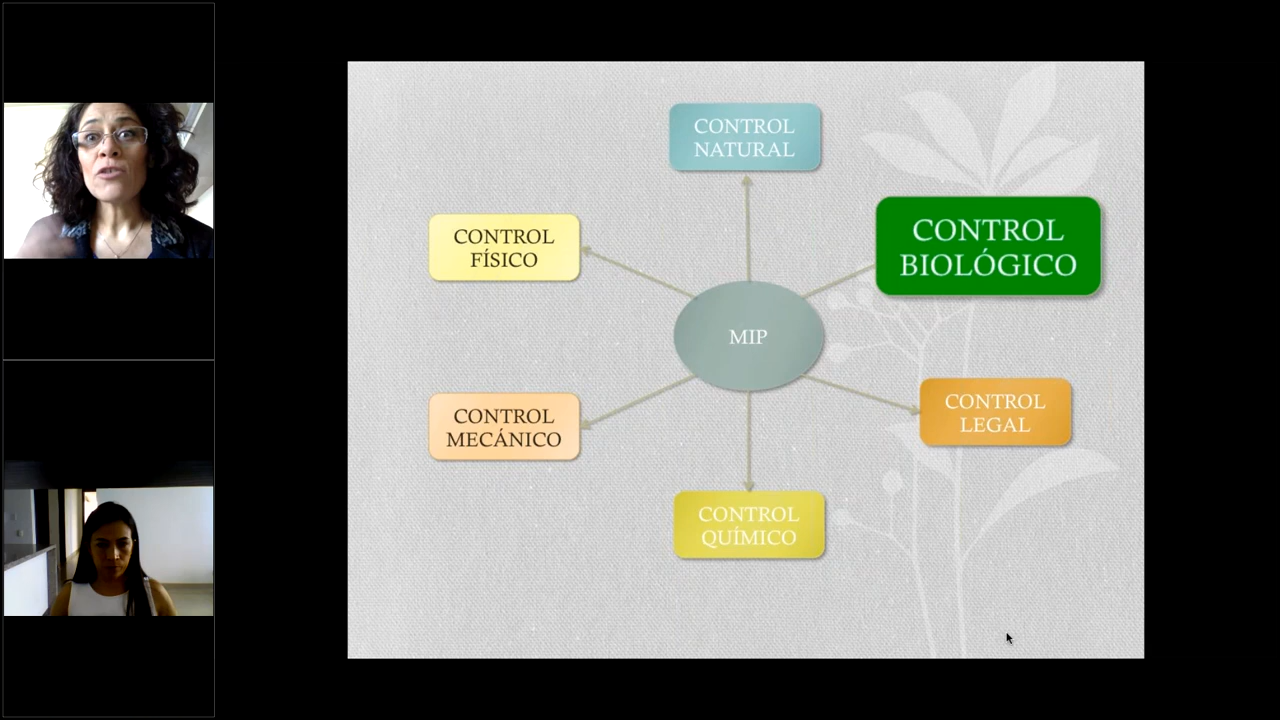 CONTROL
NATURAL
CONTROL
FÍSICO
CONTROL
BIOLÓGICO
MIP
CONTROL
MECÁNICO
CONTROL
LEGAL
CONTROL
QUÍMICO